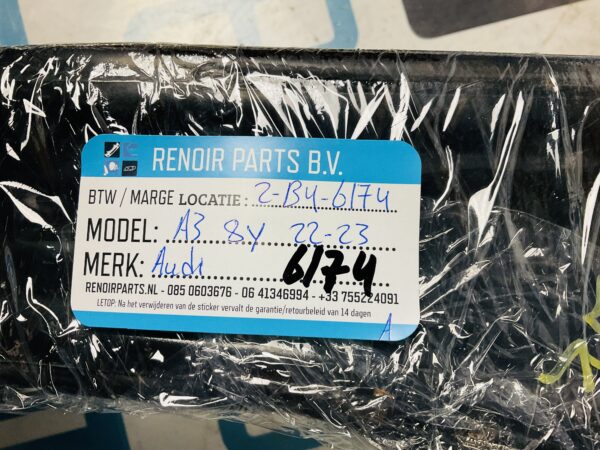 RENOIR PARTS B.V.
BTW / MARGE LOCATIE : 2-B4-6174
MODEL: A3 8Y 22-23
MERK: Audi 6174
RENOIRPARTS.NL - 085 0603676 - 06 41346994 - +33 755224091
LETOP: Na het verwijderen van de sticker vervalt de garantie/retourbeleid van 14 dagen
A